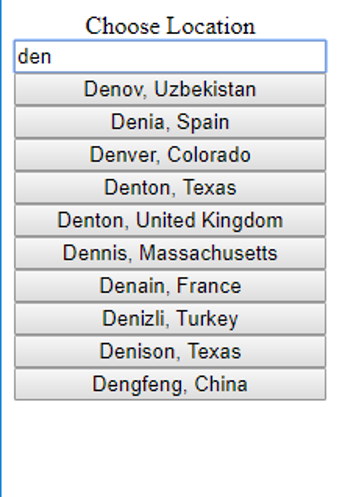 Choose Location
den
Denov, Uzbekistan
Denia, Spain
Denver, Colorado
Denton, Texas
Denton, United Kingdom
Dennis, Massachusetts
Denain, France
Denizli, Turkey
Denison, Texas
Dengfeng, China